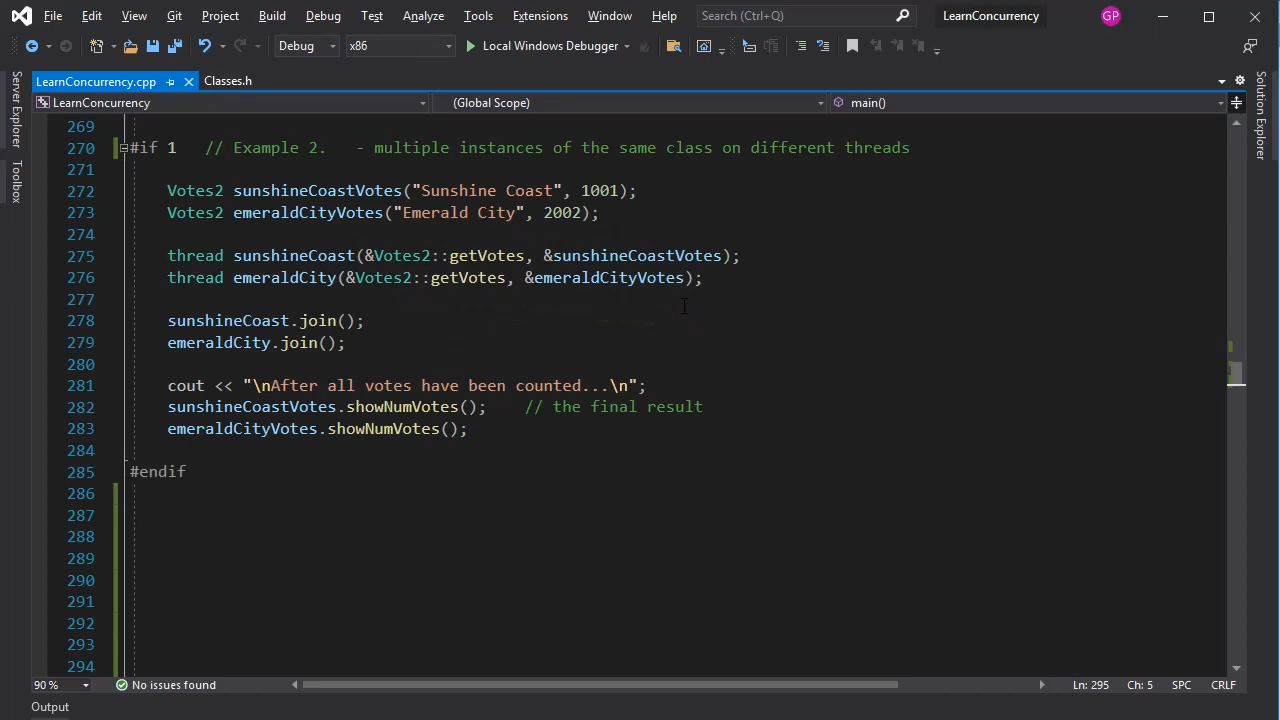 File Edit View Git Project Build Debug Test Analyze Tools Extensions Window Help Search (Ctrl+Q) LearnConcurrency GP
Debug x86 Local Windows Debugger
Server Explorer
Toolbox
LearnConcurrency.cpp Classes.h
LearnConcurrency (Global Scope) main()
269
270 #if 1 // Example 2. - multiple instances of the same class on different threads
271
272 Votes2 sunshineCoastVotes("Sunshine Coast", 1001);
273 Votes2 emeraldCityVotes("Emerald City", 2002);
274
275 thread sunshineCoast(&Votes2::getVotes, &sunshineCoastVotes);
276 thread emeraldCity(&Votes2::getVotes, &emeraldCityVotes);
277
278 sunshineCoast.join();
279 emeraldCity.join();
280
281 cout << "\nAfter all votes have been counted...\n";
282 sunshineCoastVotes.showNumVotes(); // the final result
283 emeraldCityVotes.showNumVotes();
284
285 #endif
286
287
288
289
290
291
292
293
294
Solution Explorer
90 % No issues found Ln: 295 Ch: 5 SPC CRLF
Output